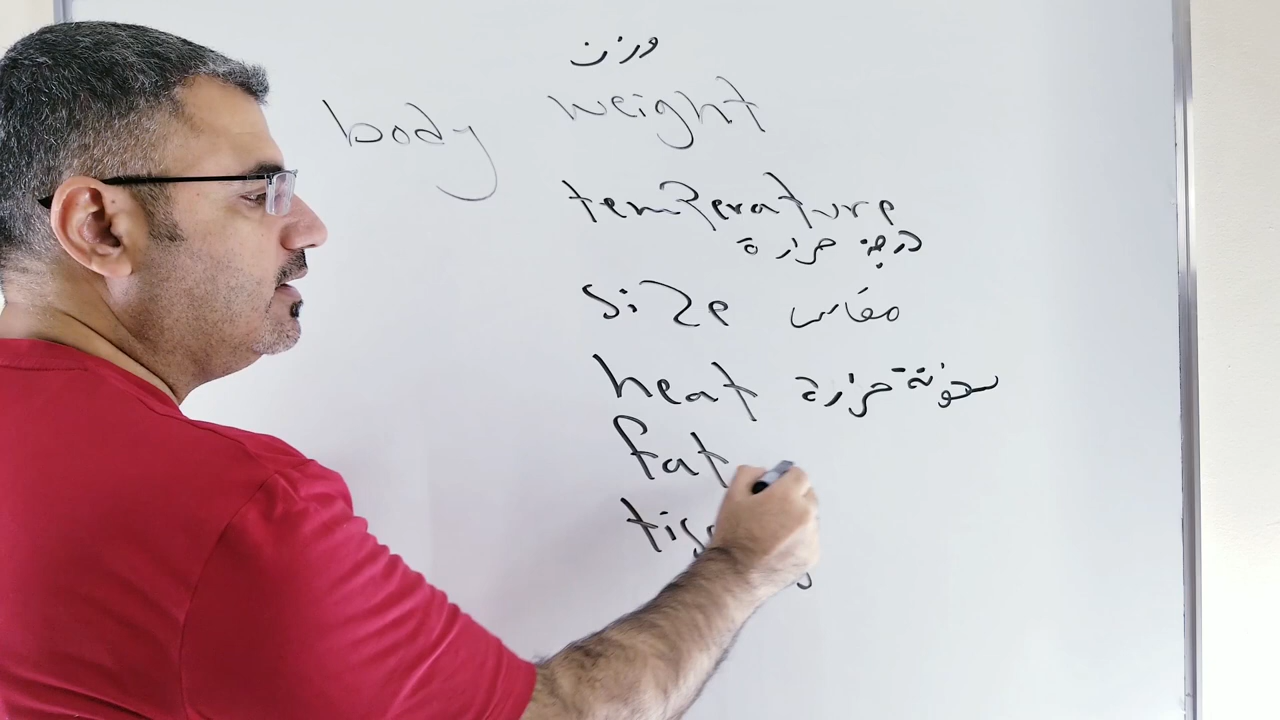 وزن
body weight
temperature
درجة حرارة
size مقاس
heat سخونة - حرارة
fat